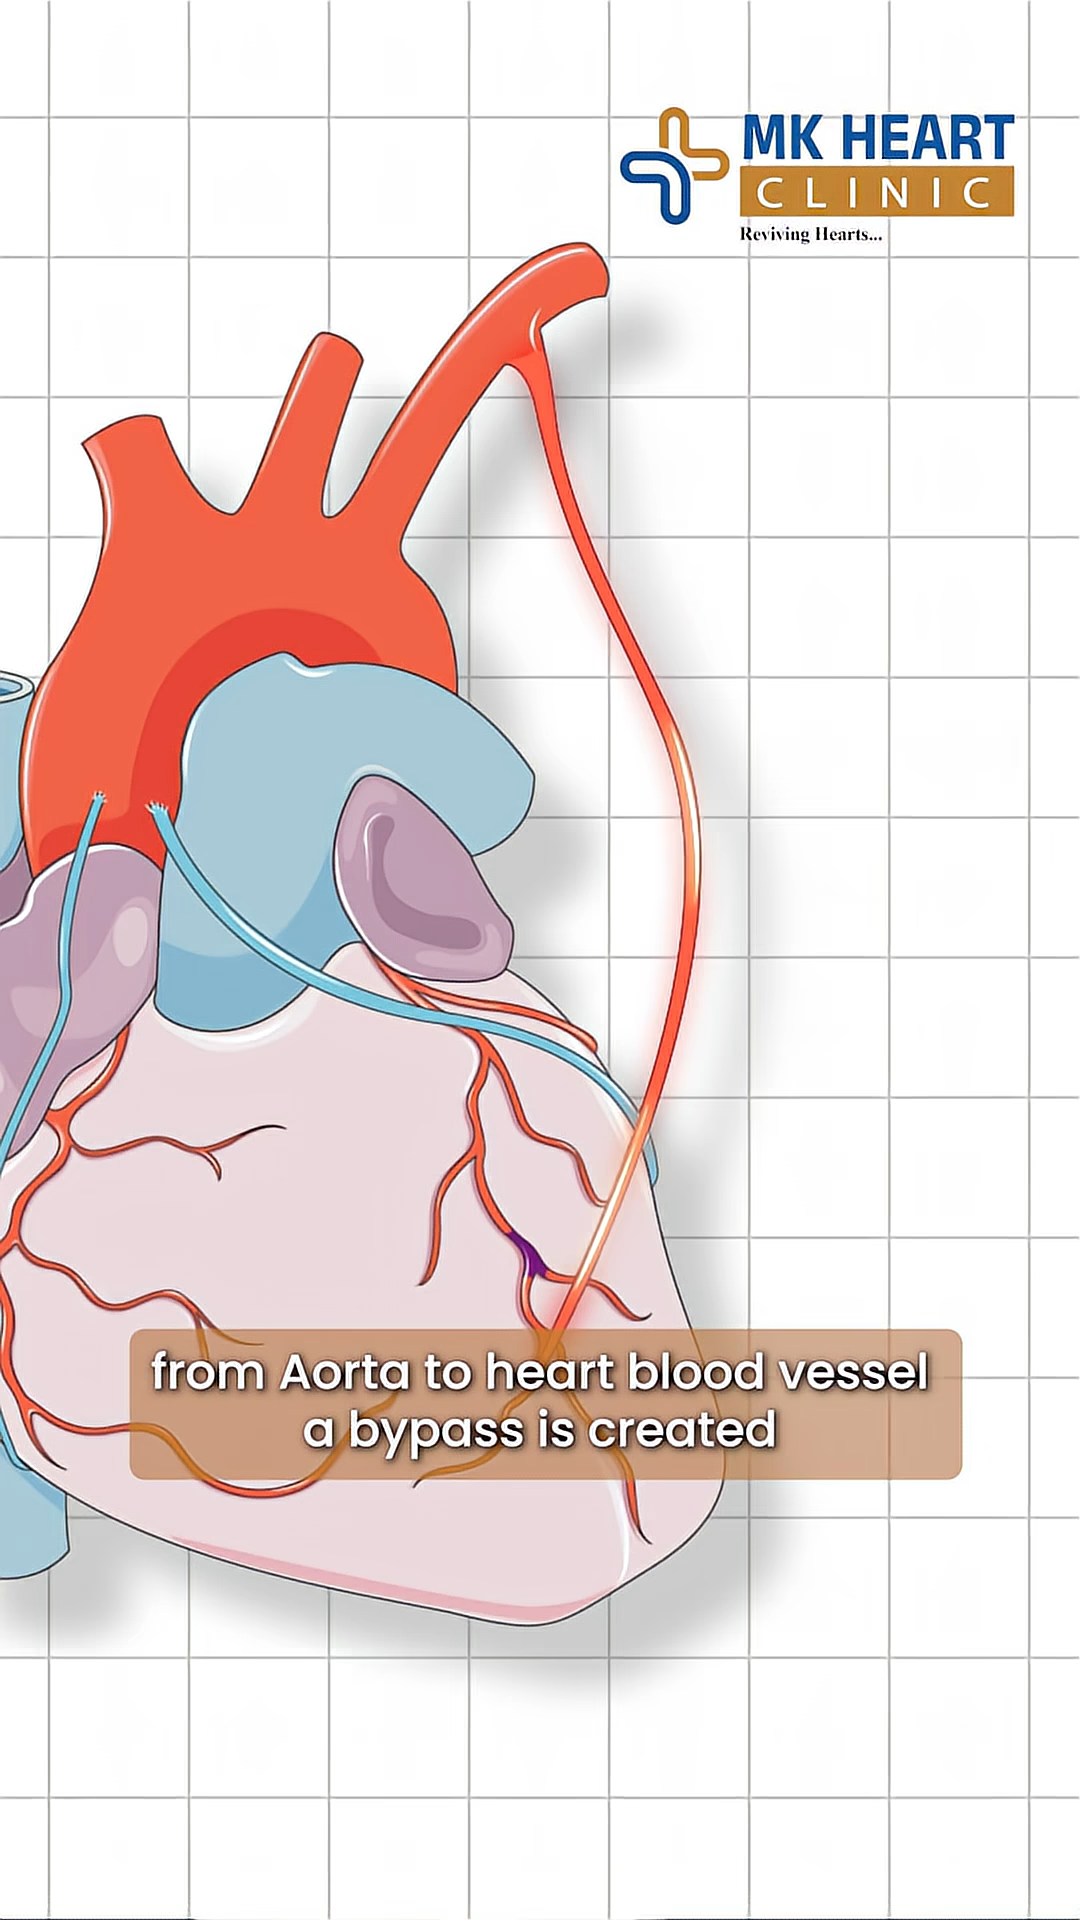 MK HEART
CLINIC
Reviving Hearts...
from Aorta to heart blood vessel
a bypass is created